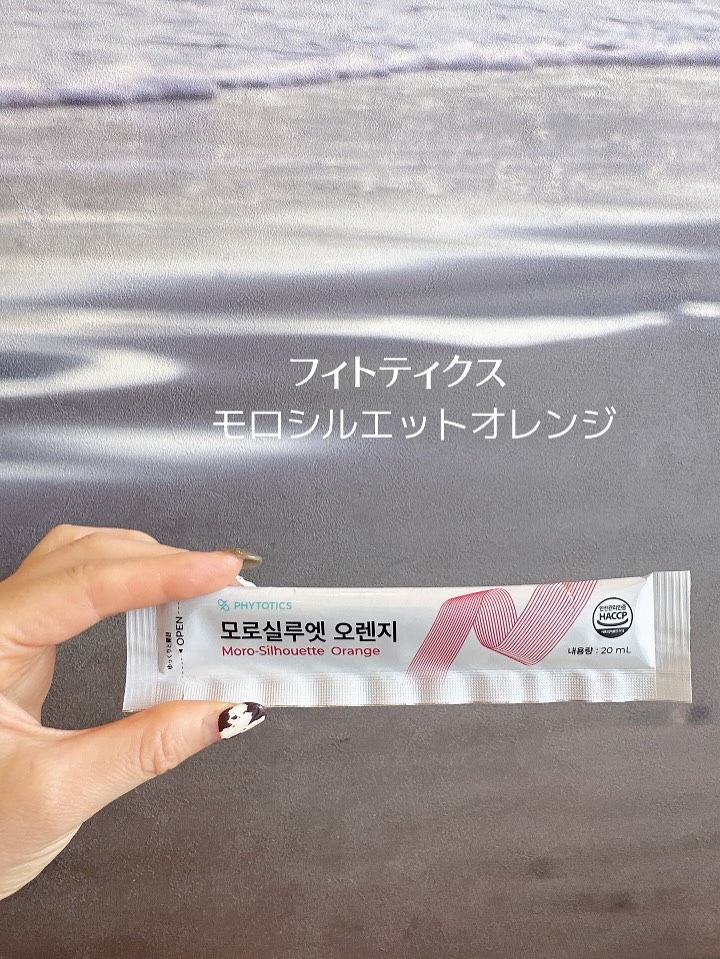 フィトティクス
モロシルエットオレンジ
PHYTOTICS
모로실루엣 오렌지
Moro-Silhouette Orange
◀ OPEN
HACCP
내용량 : 20 mL